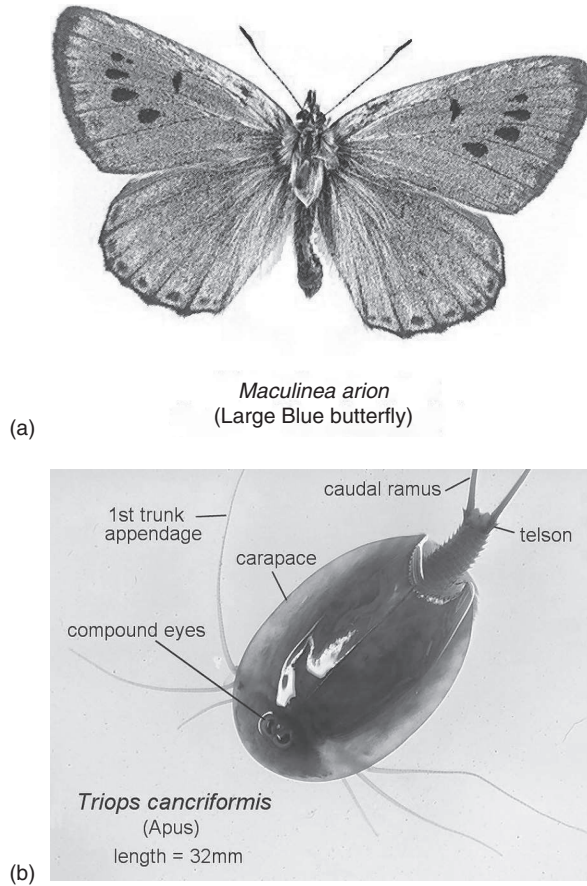 Maculinea arion
(Large Blue butterfly)
(a)
caudal ramus
1st trunk
appendage
telson
carapace
compound eyes
Triops cancriformis
(Apus)
length = 32mm
(b)